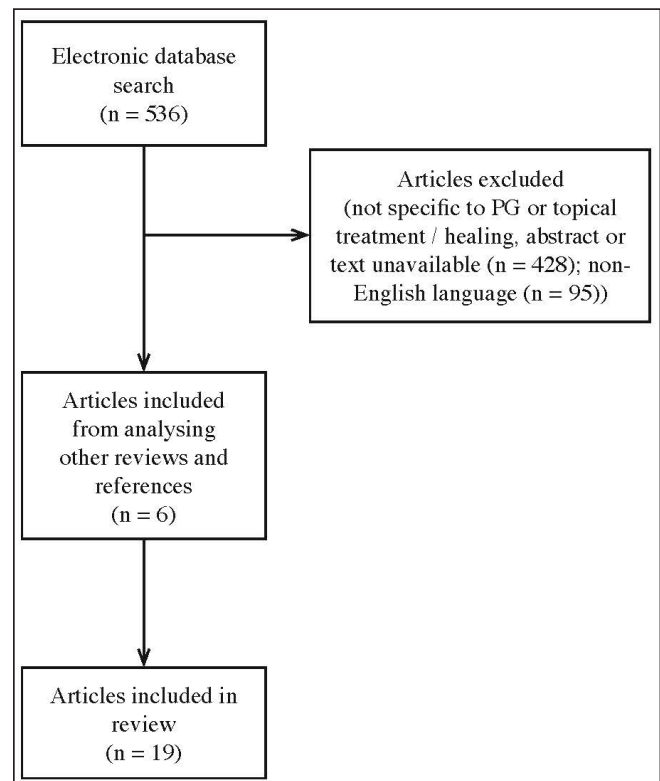 Electronic database
search
(n = 536)
Articles excluded
(not specific to PG or topical
treatment / healing, abstract or
text unavailable (n = 428); non-
English language (n = 95))
Articles included
from analysing
other reviews and
references
(n = 6)
Articles included in
review
(n = 19)